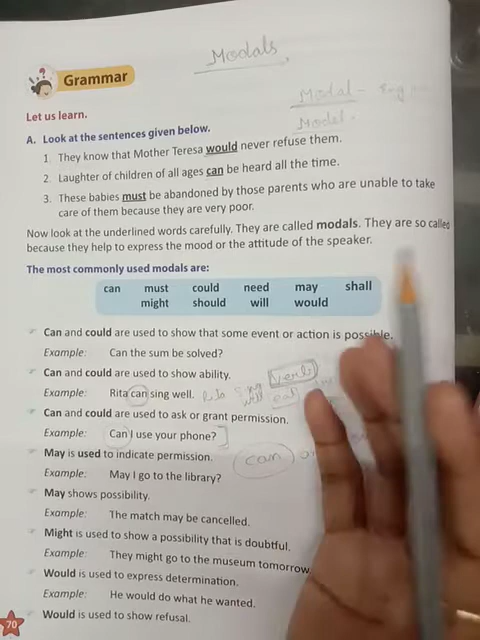 Modals
Grammar
Modal -
Model.
Let us learn.
A. Look at the sentences given below.
1. They know that Mother Teresa would never refuse them.
2. Laughter of children of all ages can be heard all the time.
3. These babies must be abandoned by those parents who are unable to take
care of them because they are very poor.
Now look at the underlined words carefully. They are called modals. They are so called
because they help to express the mood or the attitude of the speaker.
The most commonly used modals are:
can must could need may shall
might should will would
Can and could are used to show that some event or action is possible.
Example: Can the sum be solved?
Can and could are used to show ability. verb
Example: Rita can sing well. Rita sing
will eat
Can and could are used to ask or grant permission.
Example: Can I use your phone?
May is used to indicate permission. can
Example: May I go to the library?
May shows possibility.
Example: The match may be cancelled.
Might is used to show a possibility that is doubtful.
Example: They might go to the museum tomorrow
Would is used to express determination.
Example: He would do what he wanted.
Would is used to show refusal.
70